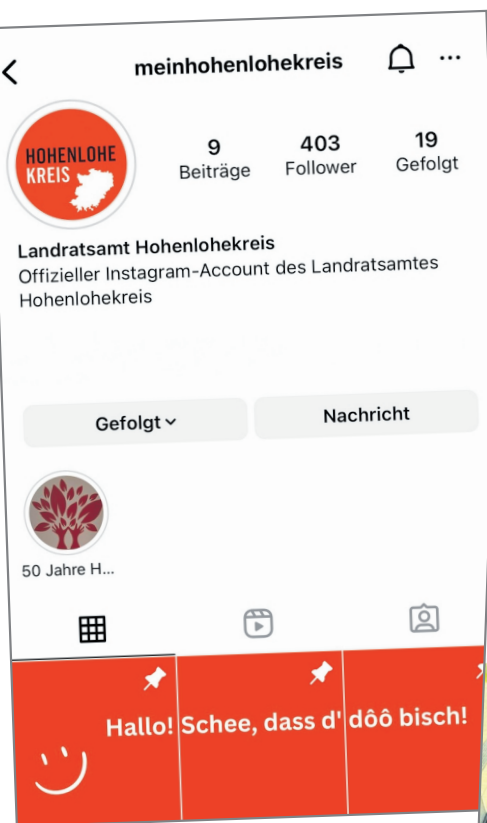 meinhohenlohekreis
HOHENLOHE
KREIS
9
Beiträge
403
Follower
19
Gefolgt
Landratsamt Hohenlohekreis
Offizieller Instagram-Account des Landratsamtes
Hohenlohekreis
Gefolgt
Nachricht
50 Jahre H...
Hallo! Schee, dass d' dôô bisch!